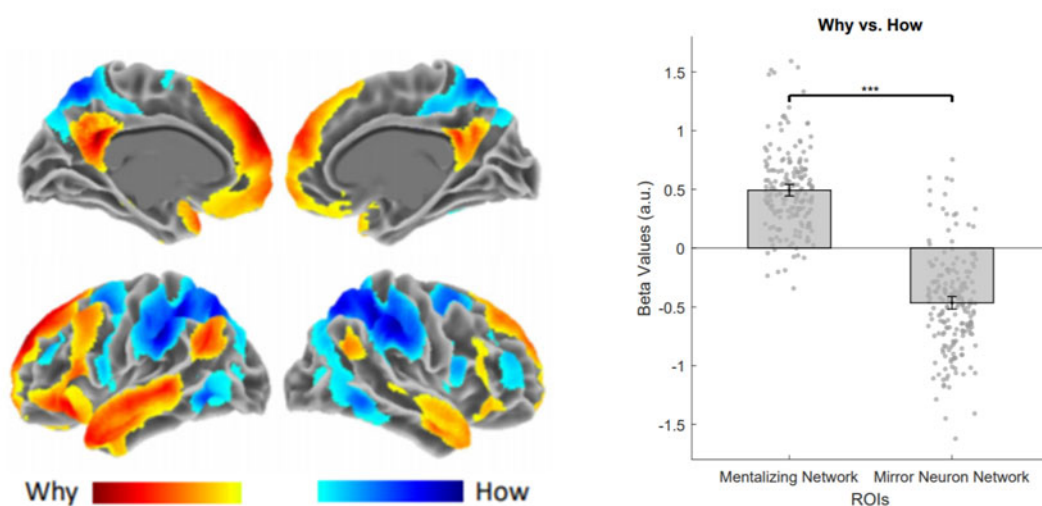 Why
How
Why vs. How
***
1.5
1
0.5
0
-0.5
-1
-1.5
Beta Values (a.u.)
Mentalizing Network
Mirror Neuron Network
ROIs